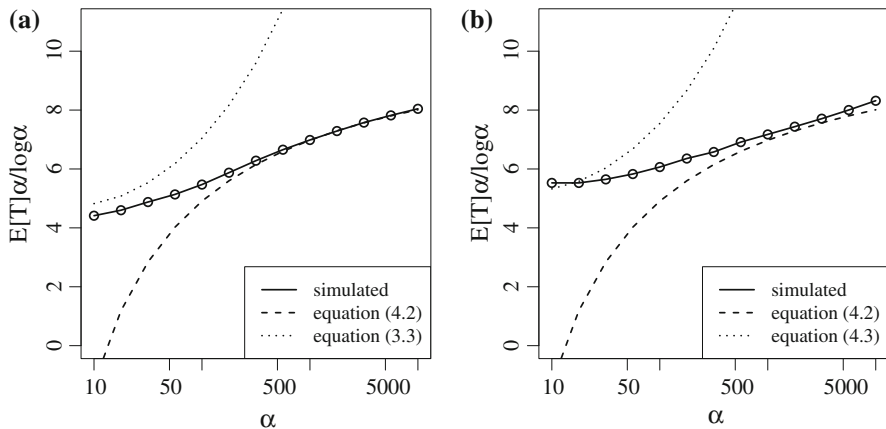 (a)
E[T]α/logα
10
8
6
4
2
0
simulated
equation (4.2)
equation (3.3)
10 50 500 5000
α
(b)
E[T]α/logα
10
8
6
4
2
0
simulated
equation (4.2)
equation (4.3)
10 50 500 5000
α